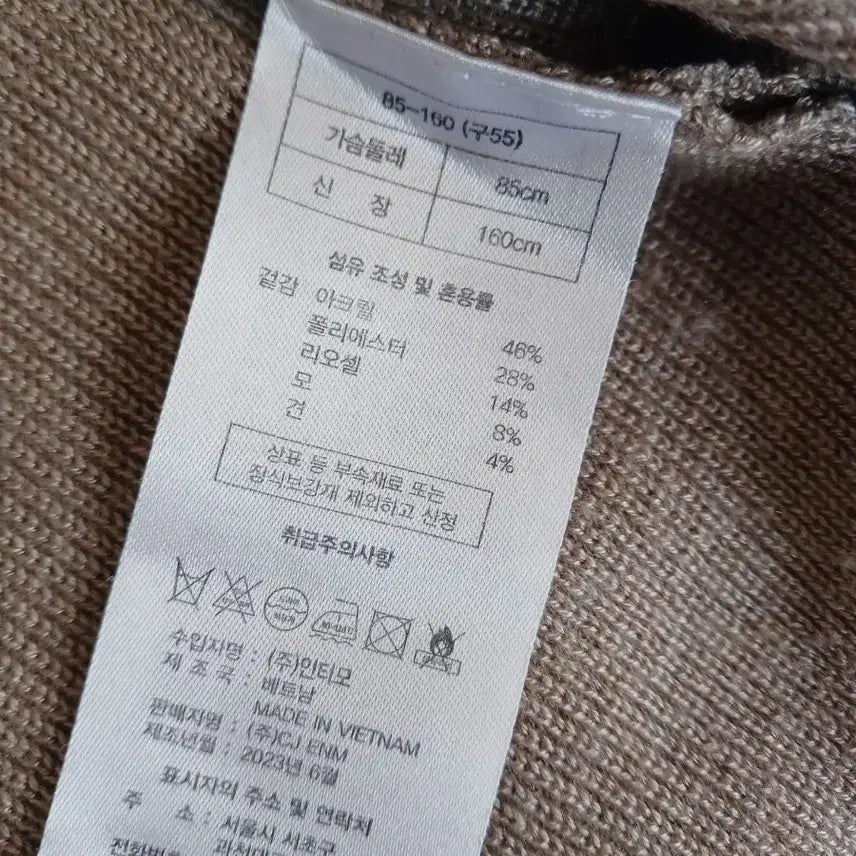 85-160 (구55)
가슴둘레 85cm
신 장 160cm
섬유 조성 및 혼용률
겉감 아크릴 46%
폴리에스터 28%
리오셀 14%
모 8%
견 4%
상표 등 부속재료 또는
장식보강개 제외하고 산정
취급주의사항
수입자명 : (주)인티모
제 조 국 : 베트남
MADE IN VIETNAM
판매자명 : (주)CJ ENM
제조년월 : 2023년 6월
표시자의 주소 및 연락처
주 소 : 서울시 서초구